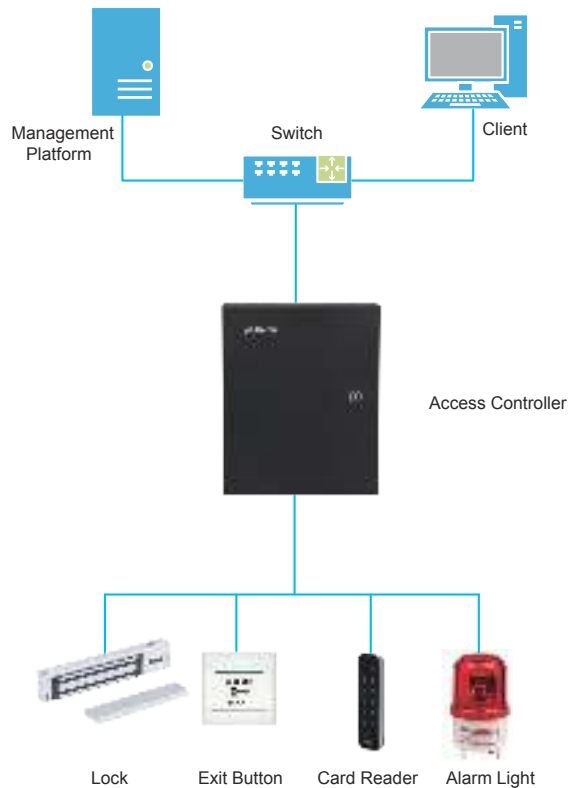 Management
Platform
Switch
Client
Access Controller
Lock
Exit Button
Card Reader
Alarm Light